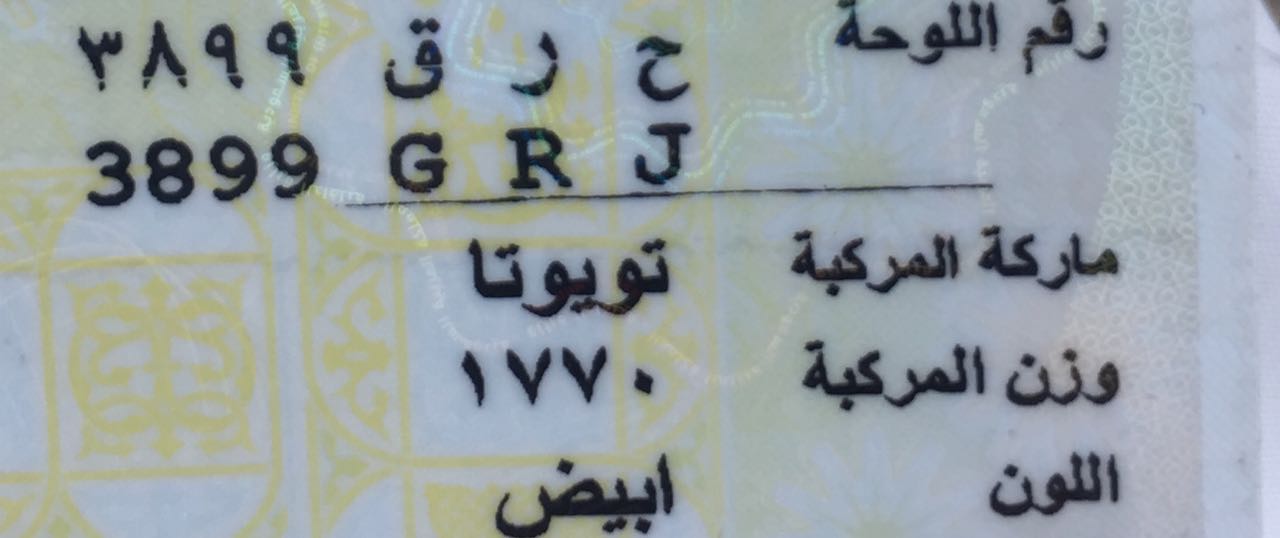 رقم اللوحة ح ر ق ٣٨٩٩
3899 G R J
ماركة المركبة تويوتا
وزن المركبة ١٧٧٠
اللون ابيض